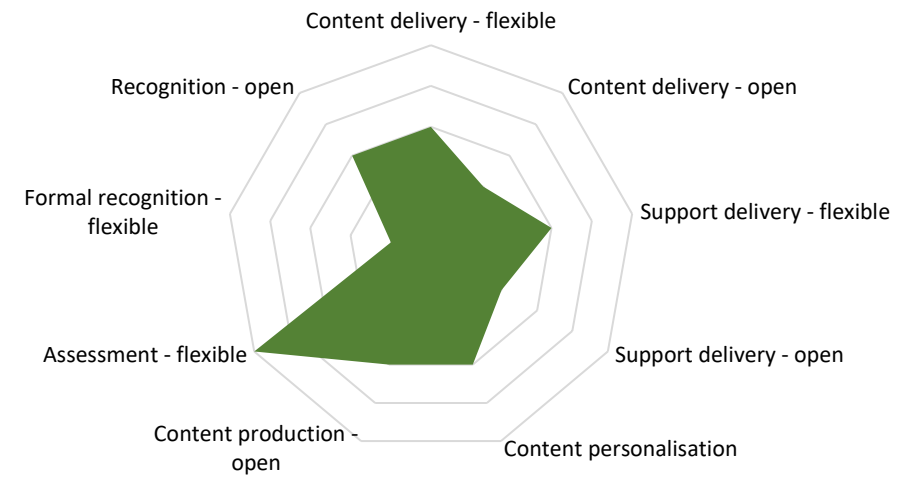 Content delivery - flexible
Content delivery - open
Support delivery - flexible
Support delivery - open
Content personalisation
Content production -
open
Assessment - flexible
Formal recognition -
flexible
Recognition - open